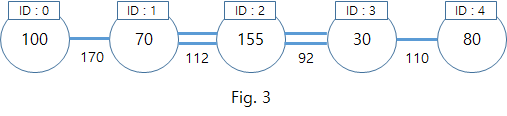 ID : 0 ID : 1 ID : 2 ID : 3 ID : 4
100 70 155 30 80
170 112 92 110
Fig. 3